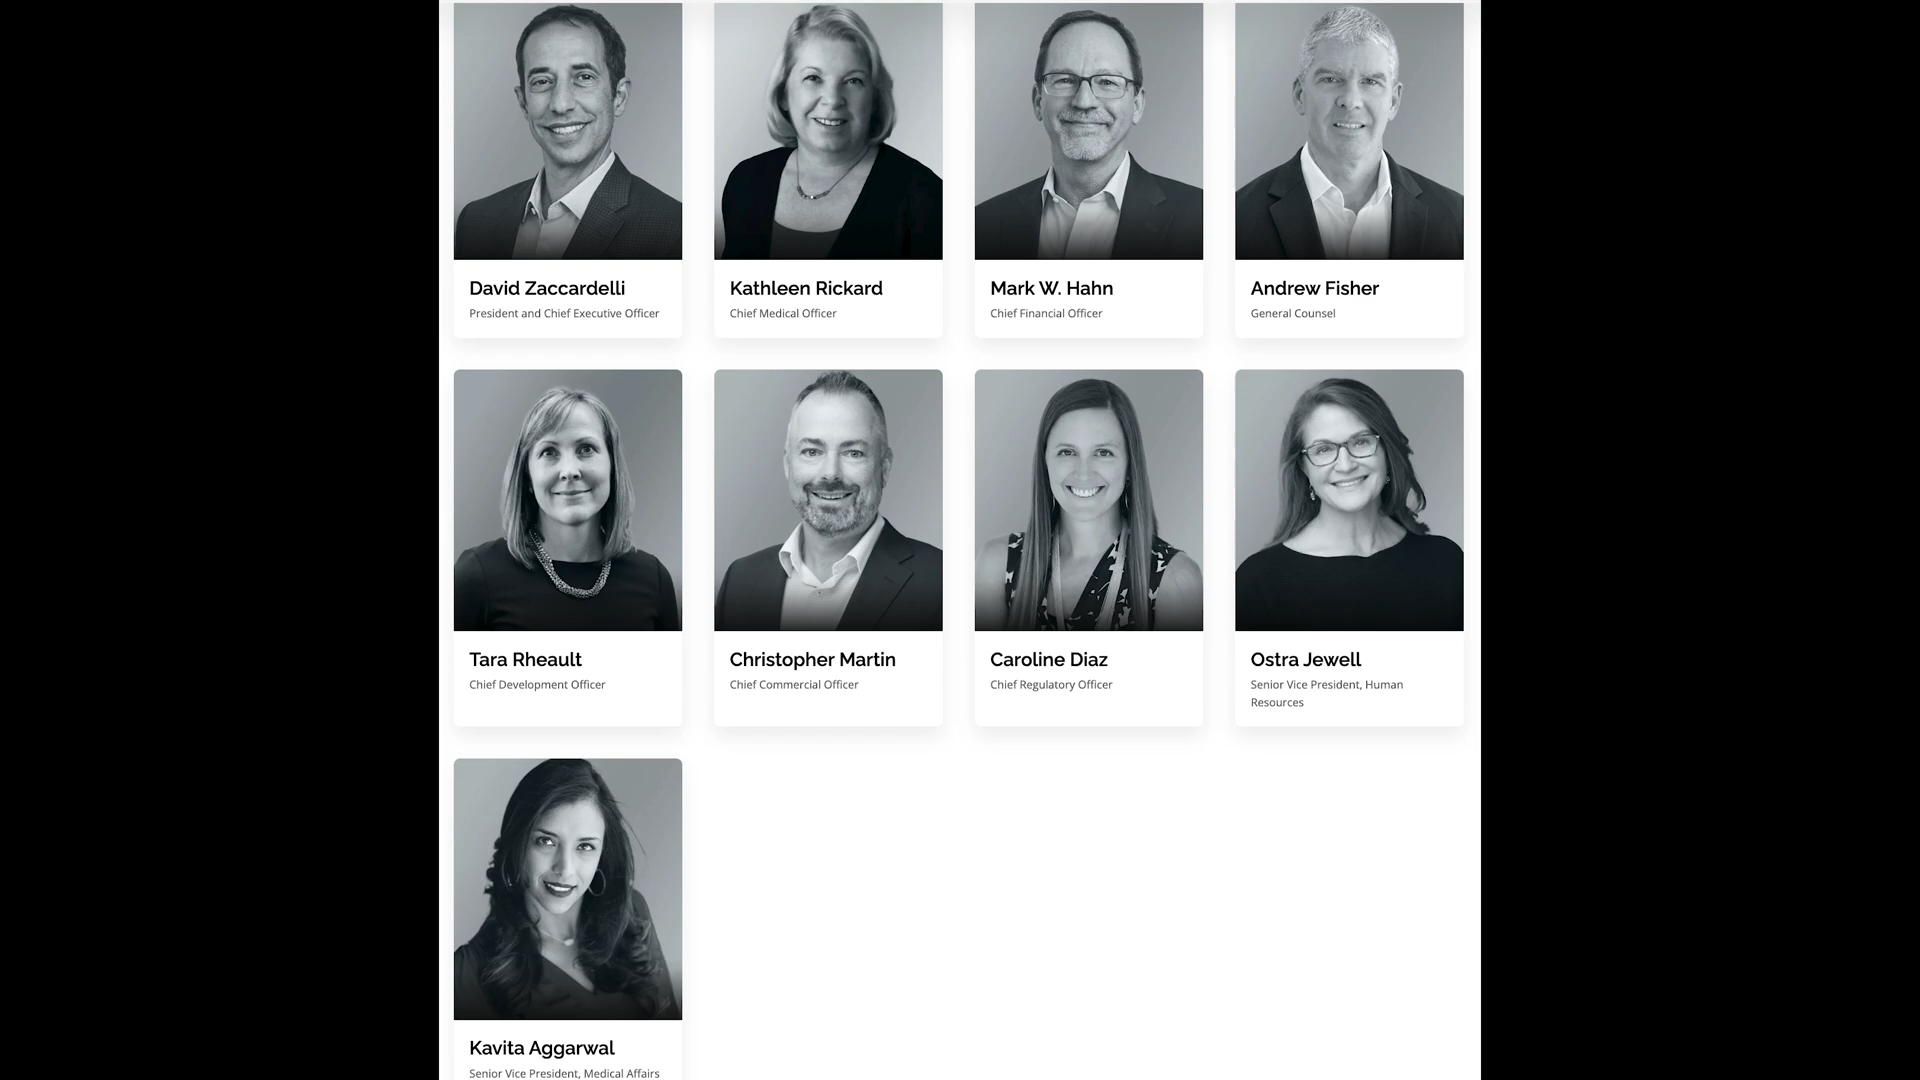 David Zaccardelli
President and Chief Executive Officer
Kathleen Rickard
Chief Medical Officer
Mark W. Hahn
Chief Financial Officer
Andrew Fisher
General Counsel
Tara Rheault
Chief Development Officer
Christopher Martin
Chief Commercial Officer
Caroline Diaz
Chief Regulatory Officer
Ostra Jewell
Senior Vice President, Human
Resources
Kavita Aggarwal
Senior Vice President, Medical Affairs